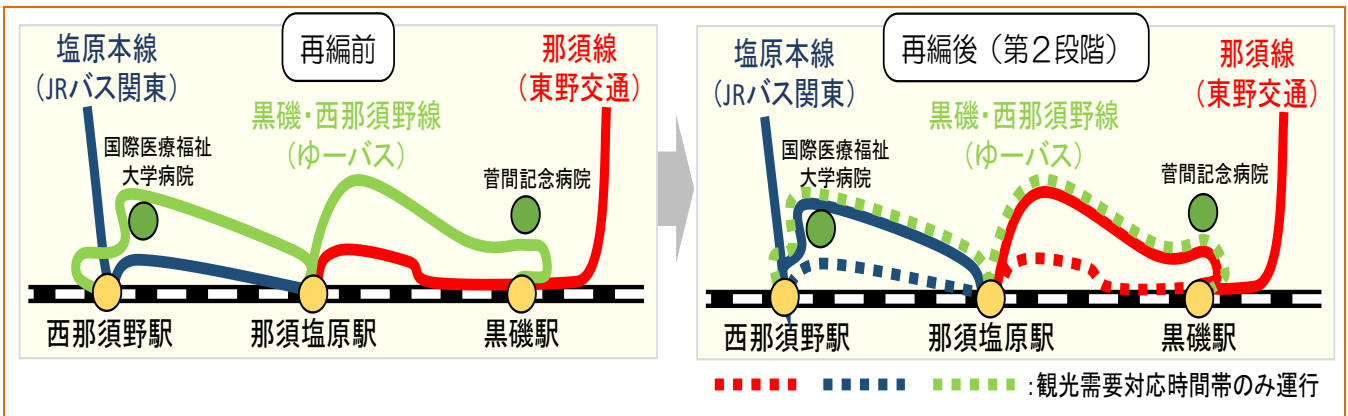 再編前
塩原本線
(JRバス関東)
那須線
(東野交通)
黒磯・西那須野線
(ゆーバス)
国際医療福祉
大学病院
菅間記念病院
西那須野駅
那須塩原駅
黒磯駅
再編後（第２段階）
塩原本線
(JRバス関東)
那須線
(東野交通)
黒磯・西那須野線
(ゆーバス)
国際医療福祉
大学病院
菅間記念病院
西那須野駅
那須塩原駅
黒磯駅
:観光需要対応時間帯のみ運行